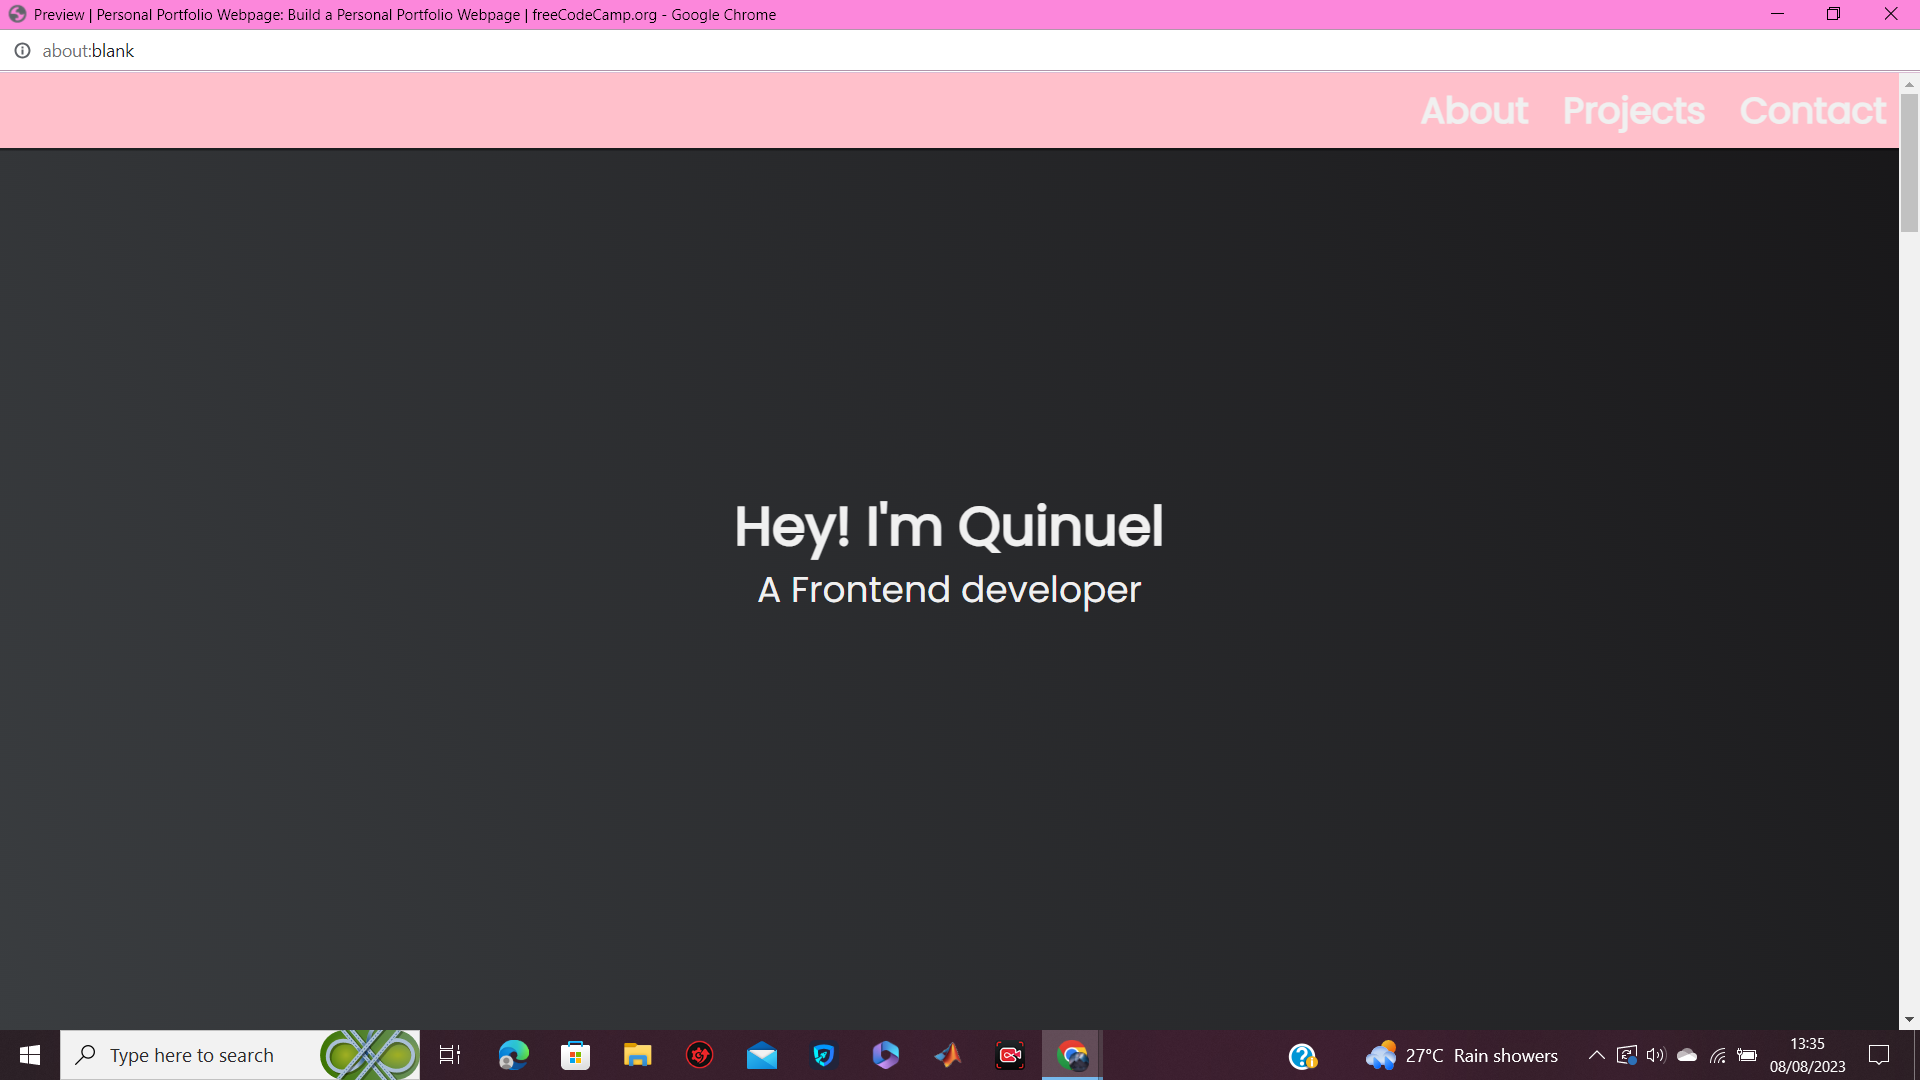 Preview | Personal Portfolio Webpage: Build a Personal Portfolio Webpage | freeCodeCamp.org - Google Chrome
about:blank
About Projects Contact
Hey! I'm Quinuel
A Frontend developer
Type here to search
27°C Rain showers
13:35
08/08/2023